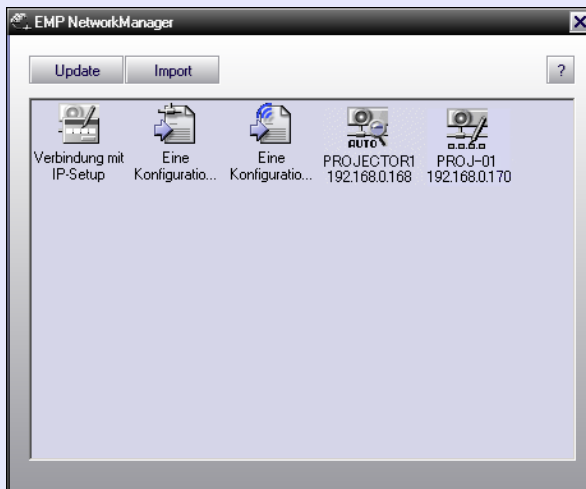 EMP NetworkManager
Update
Import
?
Verbindung mit
IP-Setup
Eine
Konfiguratio...
Eine
Konfiguratio...
AUTO
PROJECTOR1
192.168.0.168
PROJ-01
192.168.0.170